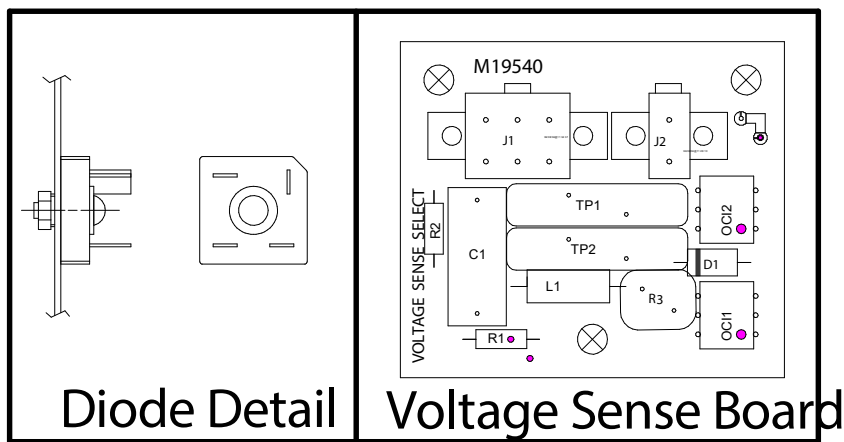 M19540
J1
J2
VOLTAGE SENSE SELECT
R2
C1
TP1
TP2
OCI2
D1
L1
R3
OCI1
R1
Diode Detail
Voltage Sense Board